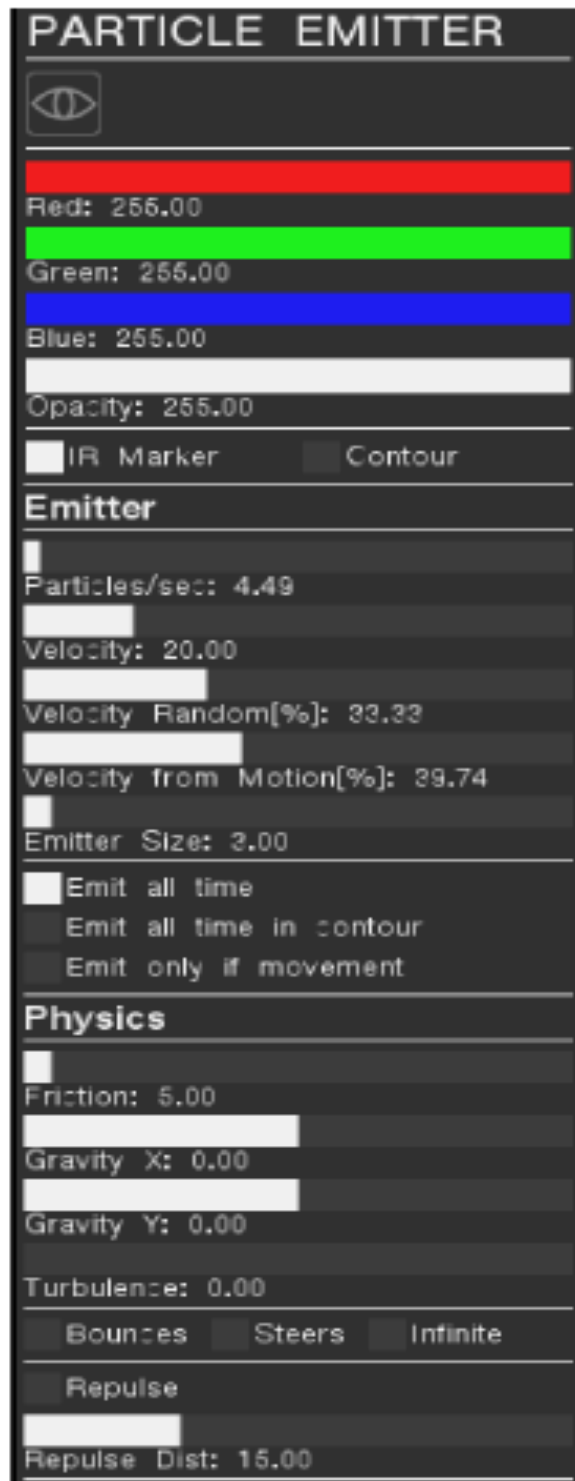 PARTICLE EMITTER
Red: 255.00
Green: 255.00
Blue: 255.00
Opacity: 255.00
IR Marker Contour
Emitter
Particles/sec: 4.49
Velocity: 20.00
Velocity Random[%]: 33.33
Velocity from Motion[%]: 39.74
Emitter Size: 3.00
Emit all time
Emit all time in contour
Emit only if movement
Physics
Friction: 5.00
Gravity X: 0.00
Gravity Y: 0.00
Turbulence: 0.00
Bounces Steers Infinite
Repulse
Repulse Dist: 15.00